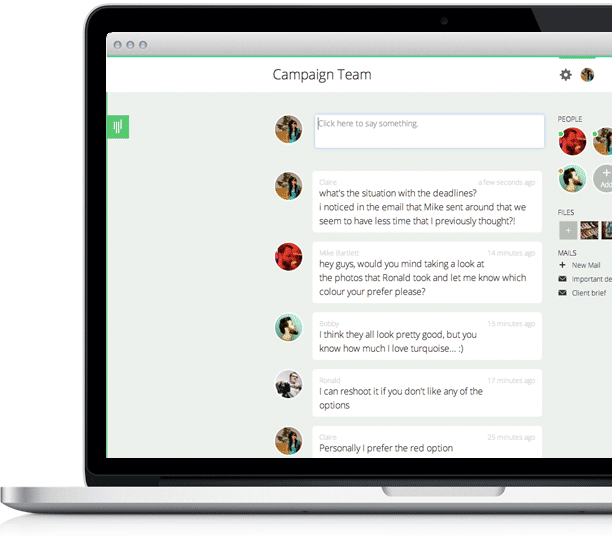 Campaign Team
Click here to say something.
PEOPLE
Add
Claire
a few seconds ago
what's the situation with the deadlines?
i noticed in the email that Mike sent around that we
seem to have less time that I previously thought?!
Mike Bartlett
14 minutes ago
hey guys, would you mind taking a look at
the photos that Ronald took and let me know which
colour your prefer please?
Bobby
15 minutes ago
I think they all look pretty good, but you
know how much I love turquoise... :)
Ronald
17 minutes ago
I can reshoot it if you don't like any of the
options
Claire
25 minutes ago
Personally I prefer the red option
FILES
+
MAILS
+ New Mail
Important de
Client brief